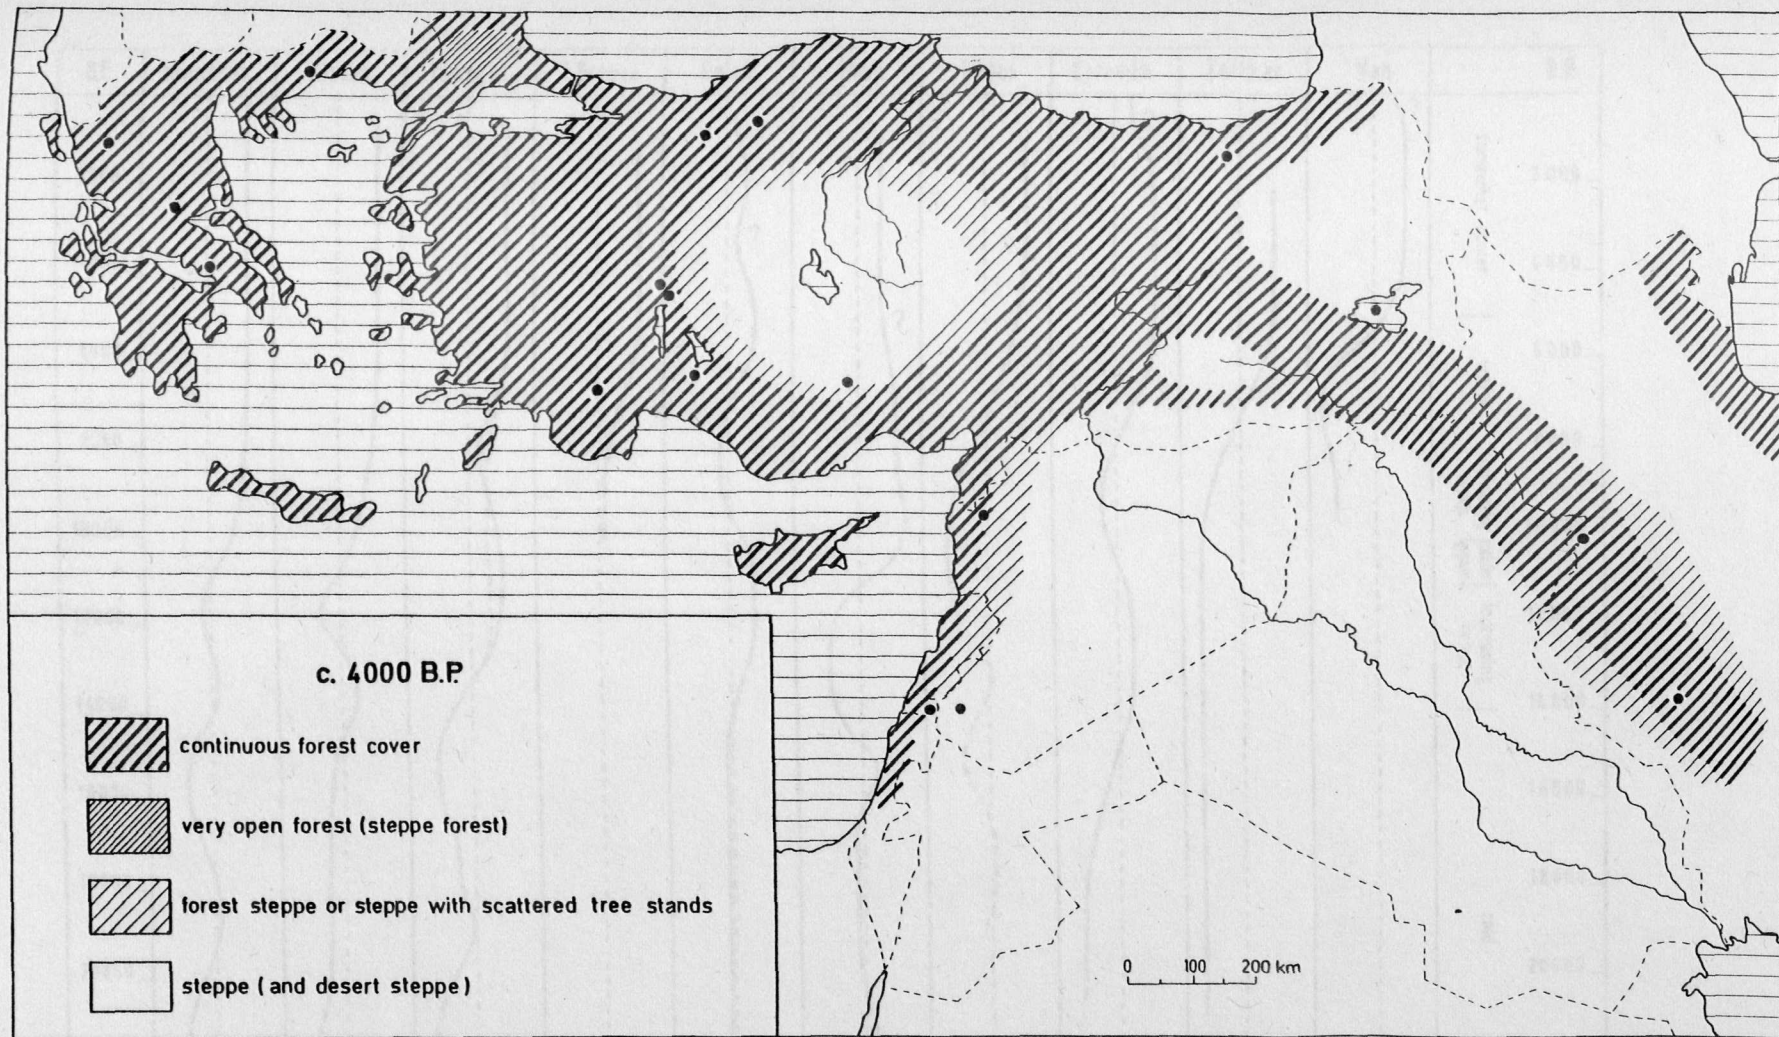 c. 4000 B.P.
continuous forest cover
very open forest (steppe forest)
forest steppe or steppe with scattered tree stands
steppe (and desert steppe)
0 100 200 km